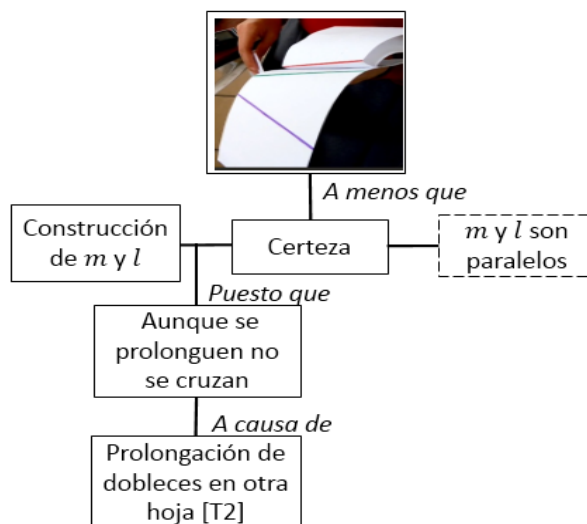 A menos que
Construcción
de m y l
Certeza
m y l son
paralelos
Puesto que
Aunque se
prolonguen no
se cruzan
A causa de
Prolongación de
dobleces en otra
hoja [T2]